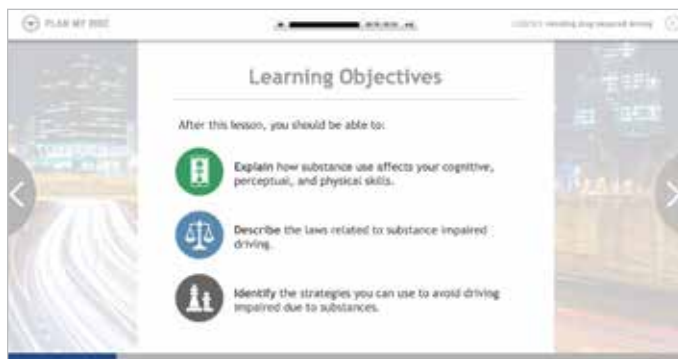 PLAN MY RIDE
Learning Objectives
After this lesson, you should be able to:
Explain how substance use affects your cognitive,
perceptual, and physical skills.
Describe the laws related to substance impaired
driving.
Identify the strategies you can use to avoid driving
impaired due to substances.